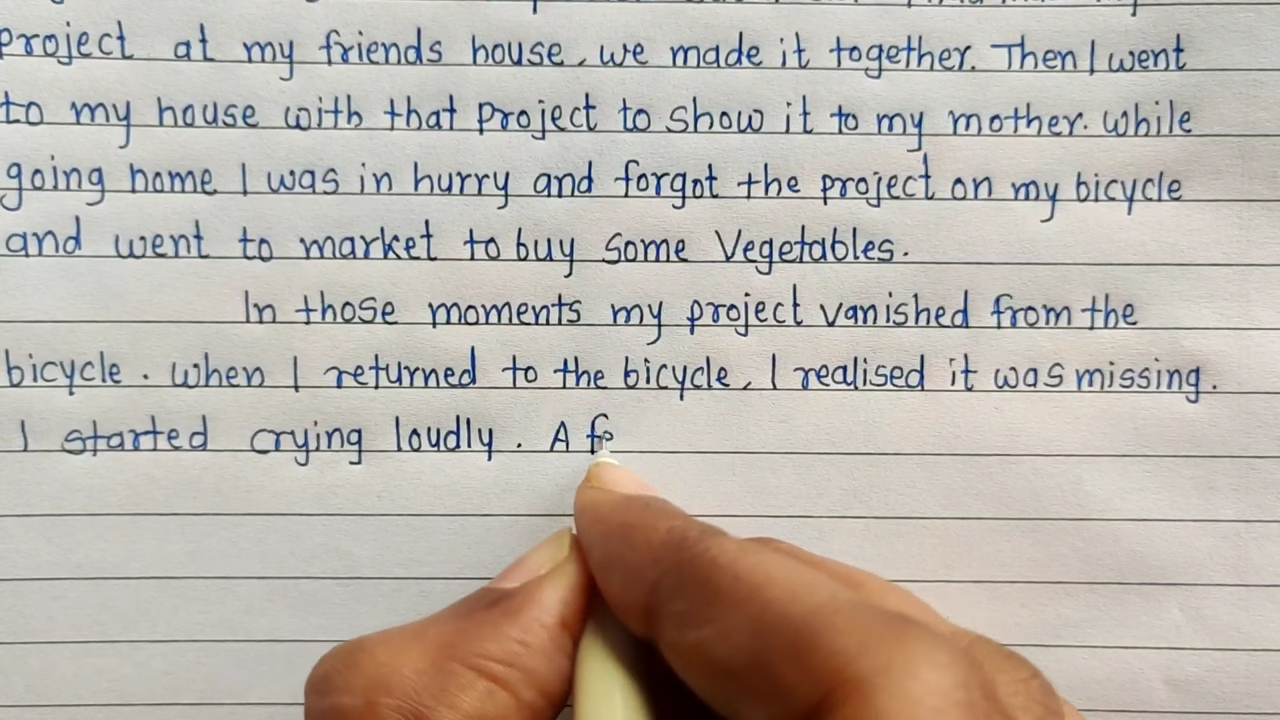 project at my friends house, we made it together. Then I went
to my house with that project to show it to my mother. while
going home I was in hurry and forgot the project on my bicycle
and went to market to buy some vegetables.
In those moments my project vanished from the
bicycle. when I returned to the bicycle, I realised it was missing.
I started crying loudly. A